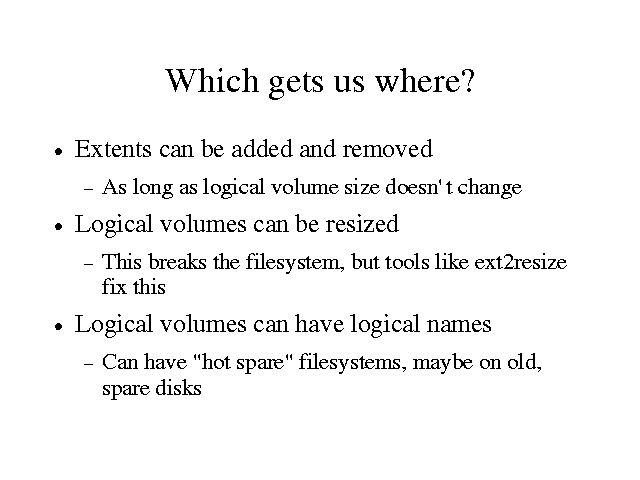 Which gets us where?
• Extents can be added and removed
– As long as logical volume size doesn't change
• Logical volumes can be resized
– This breaks the filesystem, but tools like ext2resize
fix this
• Logical volumes can have logical names
– Can have "hot spare" filesystems, maybe on old,
spare disks